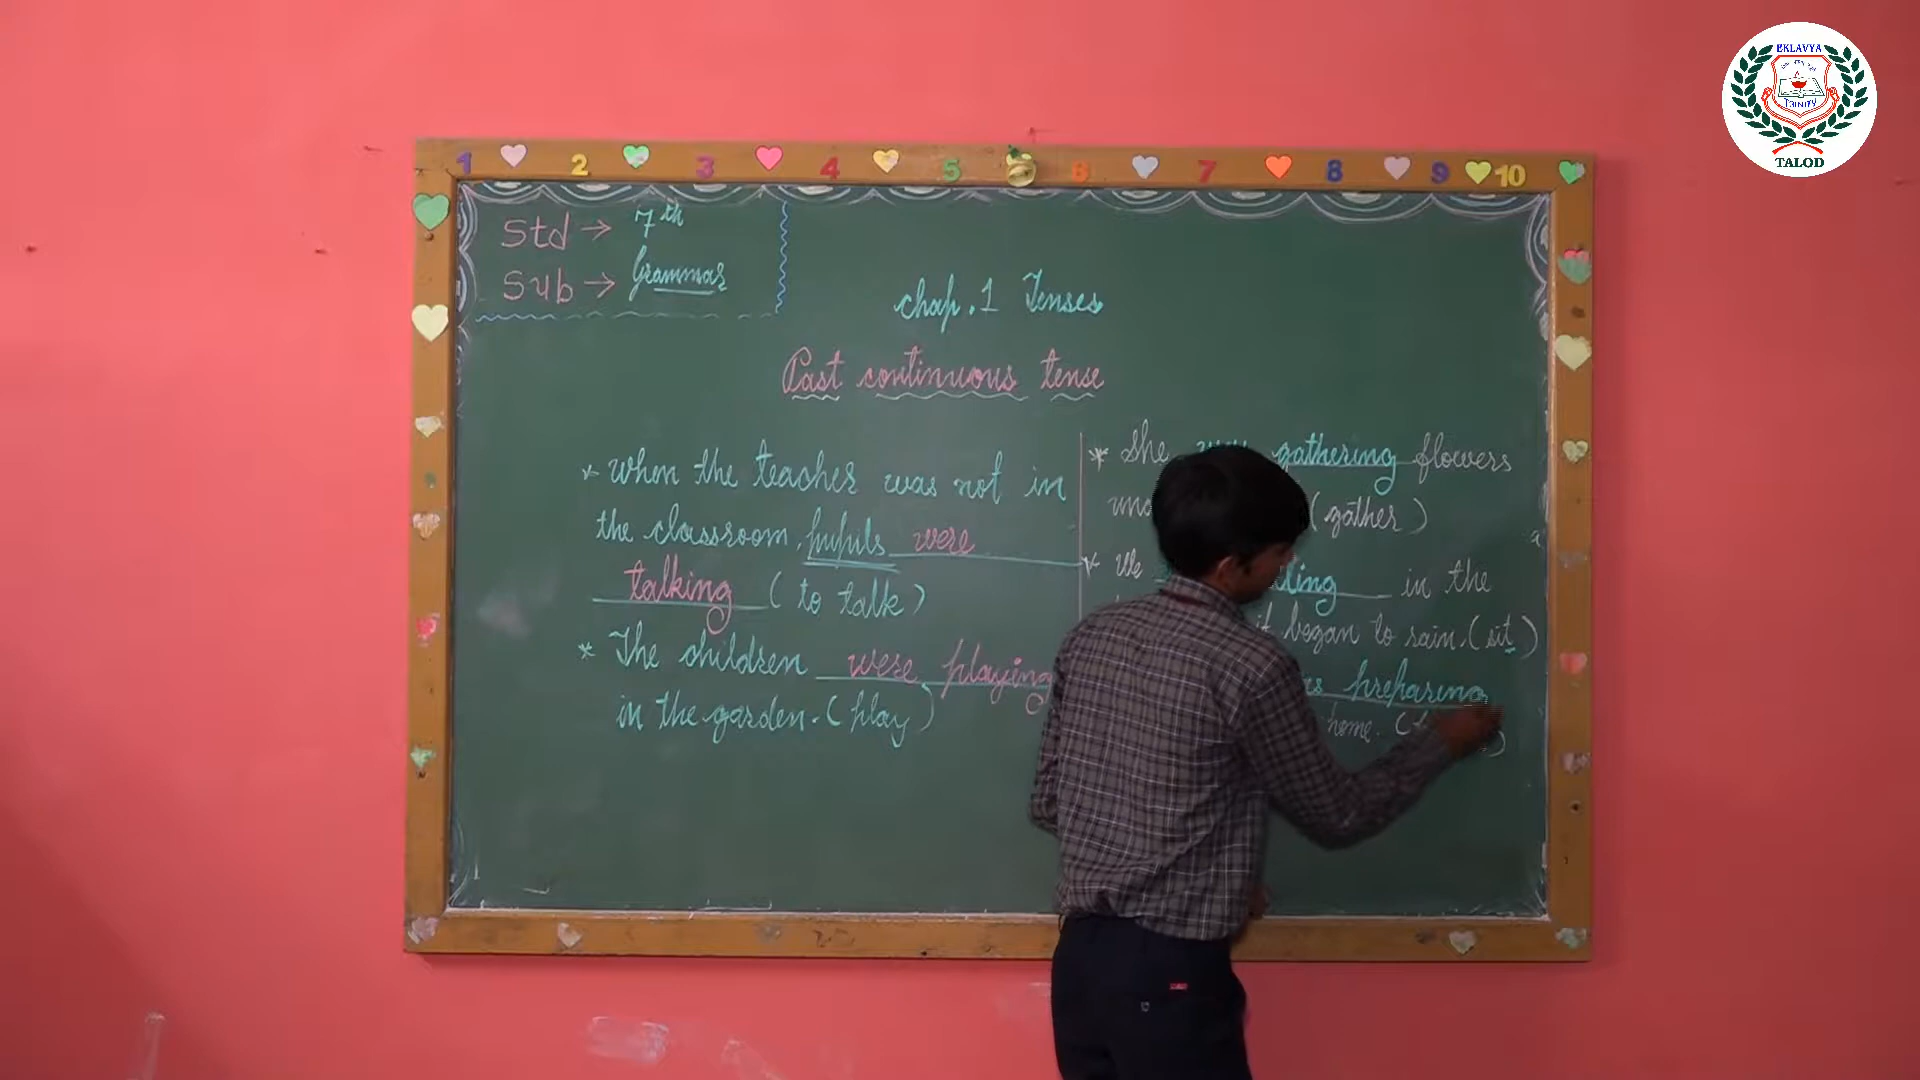 EKLAVYA
TRINITY
TALOD
1 2 3 4 5 6 7 8 9 10
Std → 7th
Sub → Grammar
Chap. 1 Tenses
Past continuous tense
* When the teacher was not in
the classroom, pupils were
talking (to talk)
* The children were playing
in the garden. (play)
* She gathering flowers
(gather)
* We in the
it began to rain. (sit)
preparing
home.